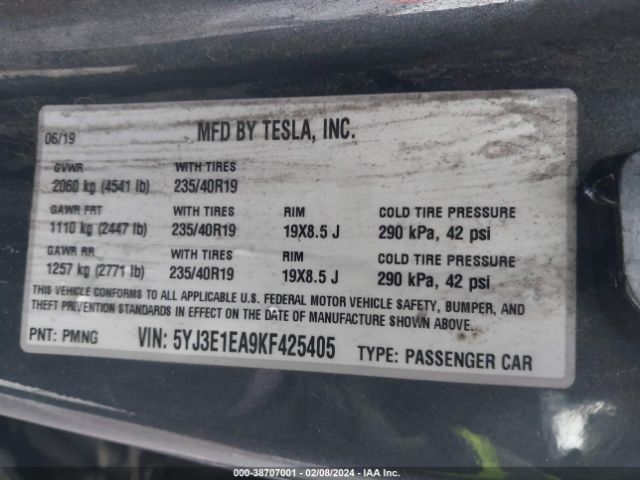 06/19 MFD BY TESLA, INC.
GVWR WITH TIRES
2060 kg (4541 lb) 235/40R19
GAWR FRT WITH TIRES RIM COLD TIRE PRESSURE
1110 kg (2447 lb) 235/40R19 19X8.5 J 290 kPa, 42 psi
GAWR RR WITH TIRES RIM COLD TIRE PRESSURE
1257 kg (2771 lb) 235/40R19 19X8.5 J 290 kPa, 42 psi
THIS VEHICLE CONFORMS TO ALL APPLICABLE U.S. FEDERAL MOTOR VEHICLE SAFETY, BUMPER, AND
THEFT PREVENTION STANDARDS IN EFFECT ON THE DATE OF MANUFACTURE SHOWN ABOVE.
PNT: PMNG VIN: 5YJ3E1EA9KF425405 TYPE: PASSENGER CAR
000-38707001 - 02/08/2024 - IAA Inc.